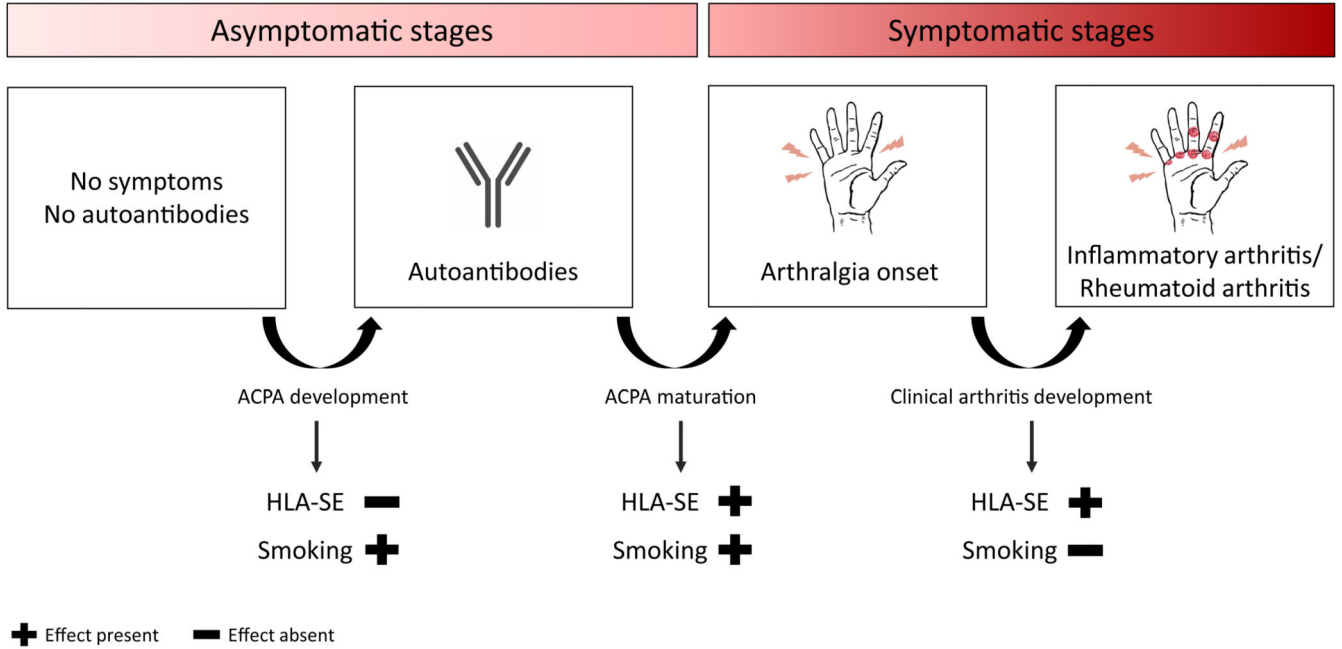 Asymptomatic stages
Symptomatic stages
No symptoms
No autoantibodies
Autoantibodies
Arthralgia onset
Inflammatory arthritis/
Rheumatoid arthritis
ACPA development
ACPA maturation
Clinical arthritis development
HLA-SE
HLA-SE
HLA-SE
Smoking
Smoking
Smoking
Effect present
Effect absent